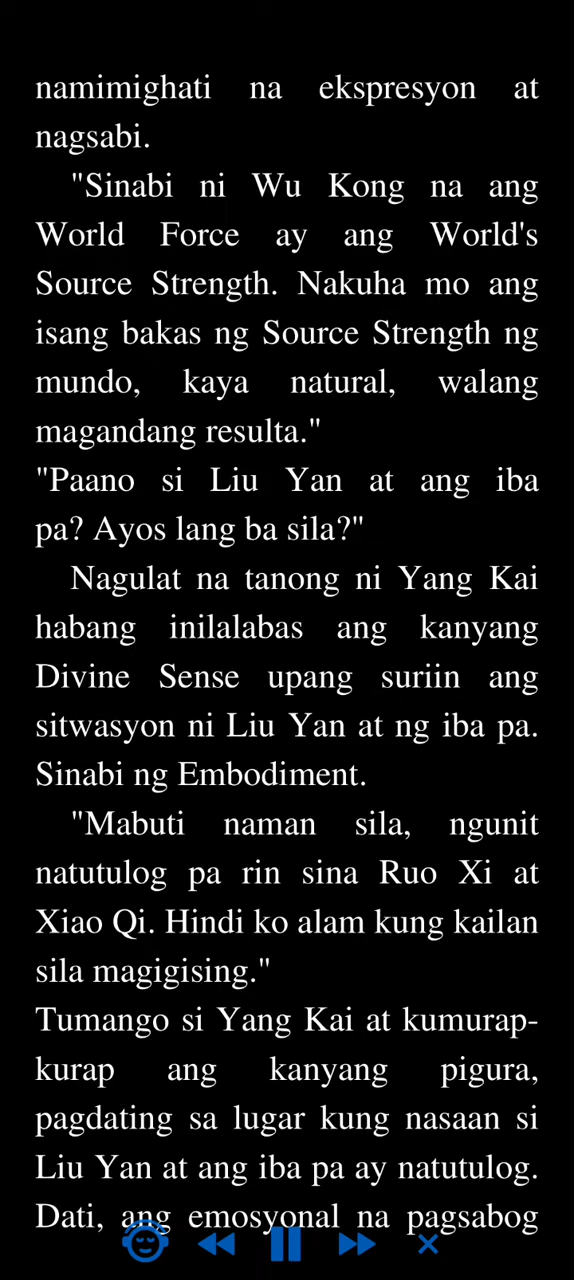 namimighati na ekspresyon at
nagsabi.
"Sinabi ni Wu Kong na ang
World Force ay ang World's
Source Strength. Nakuha mo ang
isang bakas ng Source Strength ng
mundo, kaya natural, walang
magandang resulta."
"Paano si Liu Yan at ang iba
pa? Ayos lang ba sila?"
Nagulat na tanong ni Yang Kai
habang inilalabas ang kanyang
Divine Sense upang suriin ang
sitwasyon ni Liu Yan at ng iba pa.
Sinabi ng Embodiment.
"Mabuti naman sila, ngunit
natutulog pa rin sina Ruo Xi at
Xiao Qi. Hindi ko alam kung kailan
sila magigising."
Tumango si Yang Kai at kumurap-
kurap ang kanyang pigura,
pagdating sa lugar kung nasaan si
Liu Yan at ang iba pa ay natutulog.
Dati, ang emosyonal na pagsabog